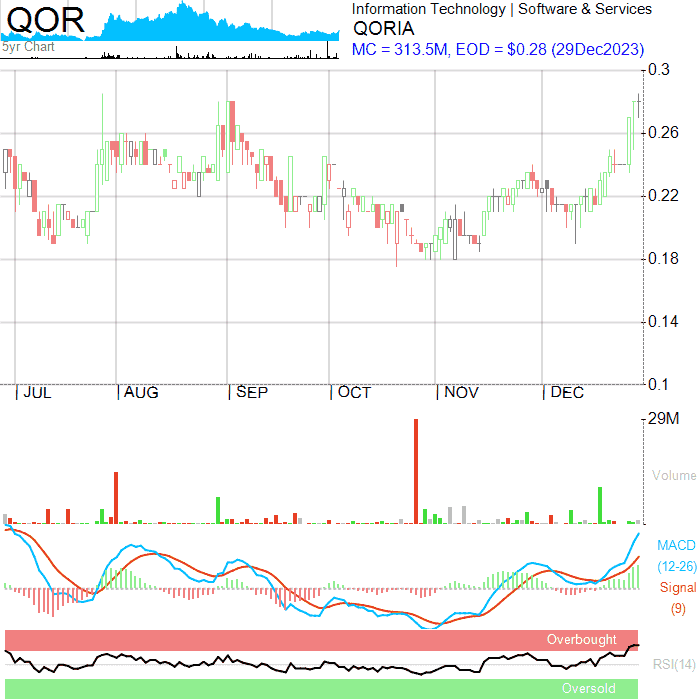 QOR
5yr Chart
Information Technology | Software & Services
QORIA
MC = 313.5M, EOD = $0.28 (29Dec2023)
0.3
0.26
0.22
0.18
0.14
0.1
JUL
AUG
SEP
OCT
NOV
DEC
29M
Volume
MACD
(12-26)
Signal
(9)
Overbought
RSI(14)
Oversold